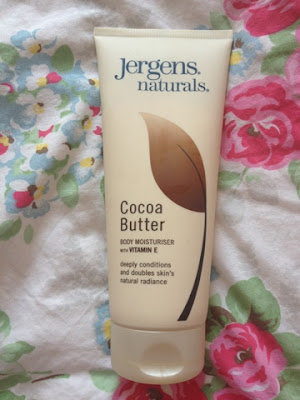 Jergens®
naturals®
Cocoa
Butter
BODY MOISTURISER
WITH VITAMIN E
deeply conditions
and doubles skin's
natural radiance